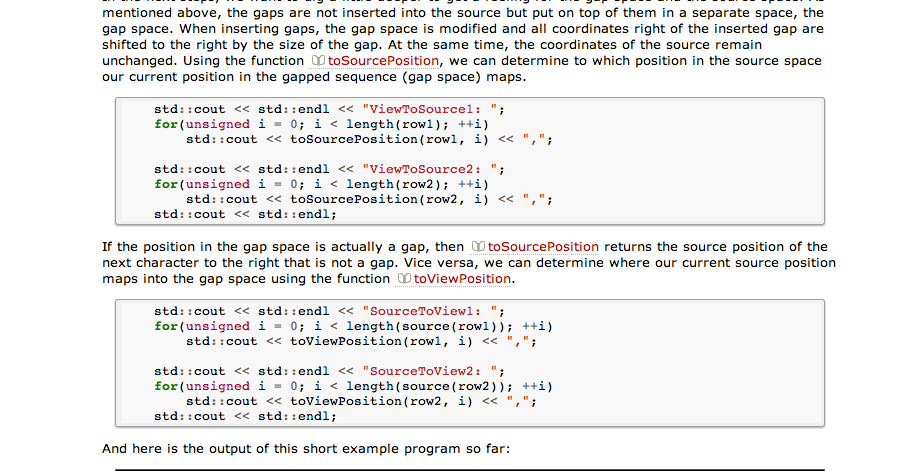 mentioned above, the gaps are not inserted into the source but put on top of them in a separate space, the
gap space. When inserting gaps, the gap space is modified and all coordinates right of the inserted gap are
shifted to the right by the size of the gap. At the same time, the coordinates of the source remain
unchanged. Using the function toSourcePosition, we can determine to which position in the source space
our current position in the gapped sequence (gap space) maps.
std::cout << std::endl << "ViewToSource1: ";
for(unsigned i = 0; i < length(row1); ++i)
std::cout << toSourcePosition(row1, i) << ",";
std::cout << std::endl << "ViewToSource2: ";
for(unsigned i = 0; i < length(row2); ++i)
std::cout << toSourcePosition(row2, i) << ",";
std::cout << std::endl;
If the position in the gap space is actually a gap, then toSourcePosition returns the source position of the
next character to the right that is not a gap. Vice versa, we can determine where our current source position
maps into the gap space using the function toViewPosition.
std::cout << std::endl << "SourceToView1: ";
for(unsigned i = 0; i < length(source(row1)); ++i)
std::cout << toViewPosition(row1, i) << ",";
std::cout << std::endl << "SourceToView2: ";
for(unsigned i = 0; i < length(source(row2)); ++i)
std::cout << toViewPosition(row2, i) << ",";
std::cout << std::endl;
And here is the output of this short example program so far: